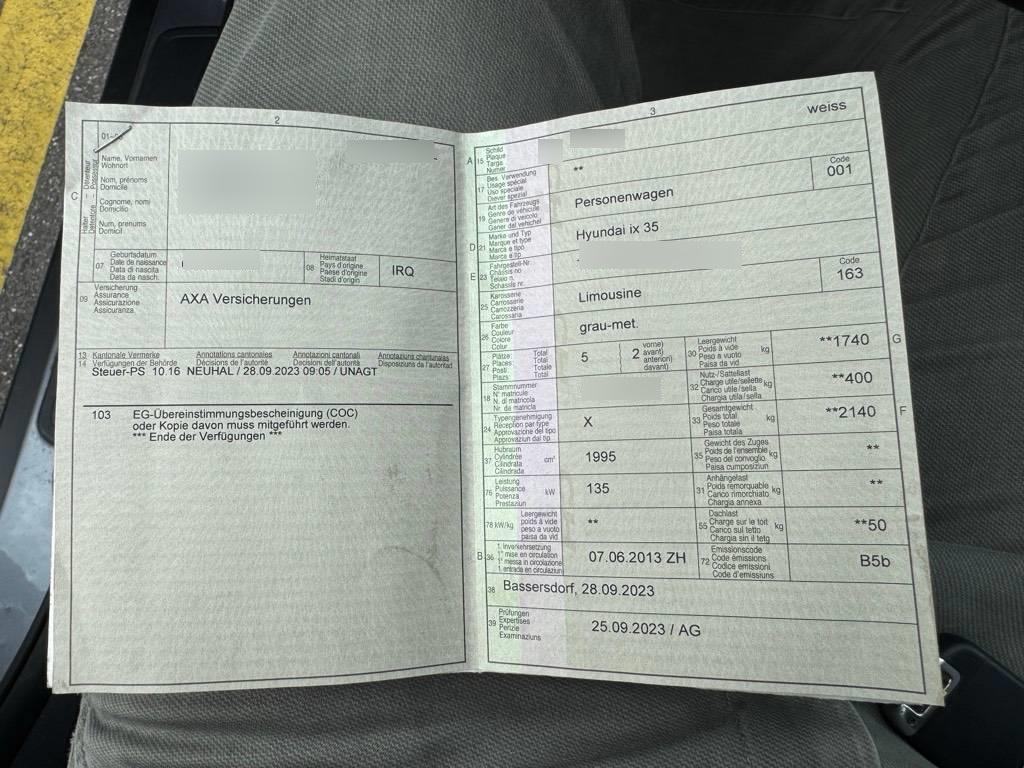 2
01-
C
Halter – Détenteur
Detentore – Possessur
Name, Vornamen
Wohnort
Nom, prénoms
Domicile
Cognome, nomi
Domicilio
Num, prenums
Domicil
07
Geburtsdatum
Date de naissance
Data di nascita
Data da nasch.
08
Heimatstaat
Pays d'origine
Paese d'origine
Stadi d'origin
IRQ
09
Versicherung
Assurance
Assicurazione
Assicuranza
AXA Versicherungen
13 Kantonale Vermerke Annotations cantonales Annotazioni cantonali Annotaziuns chantunalas
14 Verfügungen der Behörde Décisions de l'autorité Decisioni dell'autorità Disposiziuns da l'autoritad
Steuer-PS 10.16 NEUHAL / 28.09.2023 09:05 / UNAGT
103 EG-Übereinstimmungsbescheinigung (COC)
oder Kopie davon muss mitgeführt werden.
*** Ende der Verfügungen ***
3
weiss
A 15
Schild
Plaque
Targa
Numer
17
Bes. Verwendung
Usage spécial
Uso speciale
Diever spezial
**
19
Art des Fahrzeugs
Genre de véhicule
Genere di veicolo
Gener dal vehichel
Personenwagen
Code
001
D 21
Marke und Typ
Marque et type
Marca e tipo
Marca e tip
Hyundai ix 35
E 23
Fahrgestell-Nr.
Châssis no
Telaio n.
Schassis nr.
25
Karosserie
Carrosserie
Carrozzeria
Carossaria
Limousine
Code
163
26
Farbe
Couleur
Colore
Colur
grau-met.
27
Plätze: Total
Places: Total
Posti: Totale
Plazs: Total
5
2
vorne)
avant)
anteriori)
davant)
30
Leergewicht
Poids à vide
Peso a vuoto
Paisa da vid
kg
**1740
G
18
Stammnummer
N° matricule
N. di matricola
Nr. da matricla
32
Nutz-/Sattellast
Charge utile/sellette
Carico utile/sella
Chargia utila/sella
kg
**400
24
Typengenehmigung
Réception par type
Approvazione del tipo
Approvaziun dal tip
X
33
Gesamtgewicht
Poids total
Peso totale
Paisa totala
kg
**2140
F
37
Hubraum
Cylindrée
Cilindrata
Cilindrada
cm³
1995
35
Gewicht des Zuges
Poids de l'ensemble
Peso del convoglio
Paisa cumposiziun
kg
**
76
Leistung
Puissance
Potenza
Prestaziun
kW
135
31
Anhängelast
Poids remorquable
Carico rimorchiato
Chargia annexa
kg
**
78 kW/kg
Leergewicht
poids à vide
peso a vuoto
paisa da vid
**
55
Dachlast
Charge sur le toit
Carico sul tetto
Chargia sin il tetg
kg
**50
B 36
1. Inverkehrsetzung
1re mise en circulation
1a messa in circolazione
1. entrada en circulaziun
07.06.2013 ZH
72
Emissionscode
Code émissions
Codice emissioni
Code d'emissiuns
B5b
38
Bassersdorf, 28.09.2023
39
Prüfungen
Expertises
Perizie
Examinaziuns
25.09.2023 / AG